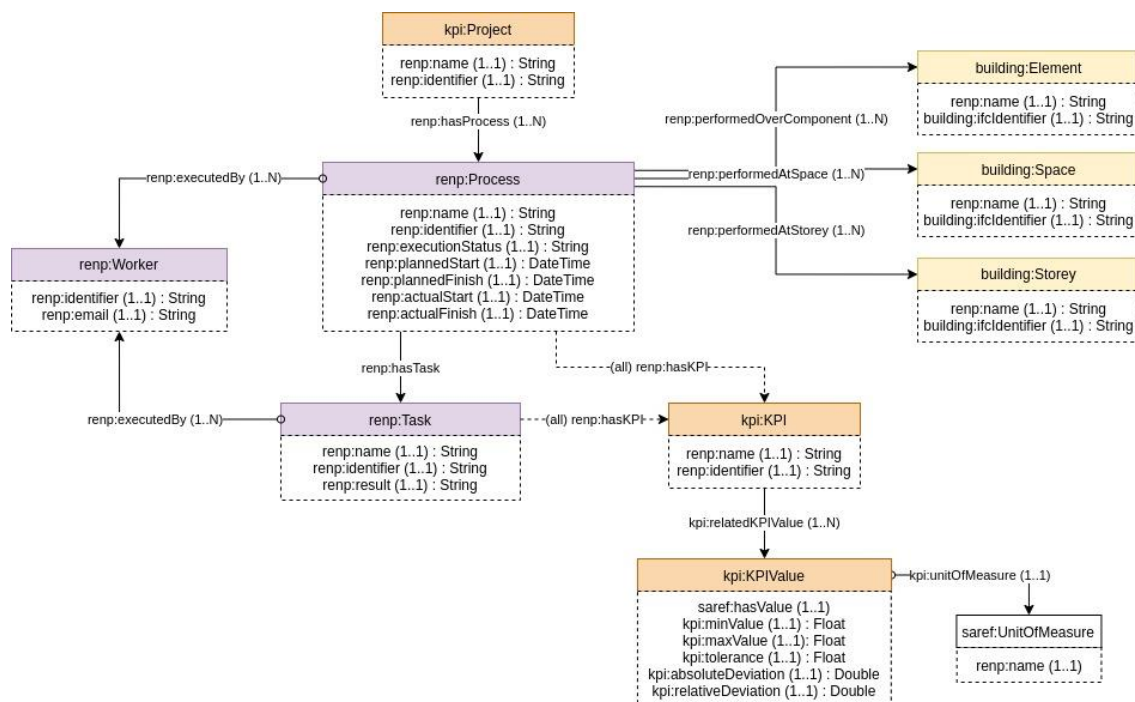 kpi:Project
renp:name (1..1) : String
renp:identifier (1..1) : String
renp:hasProcess (1..N)
renp:executedBy (1..N)
renp:Process
renp:name (1..1) : String
renp:identifier (1..1) : String
renp:executionStatus (1..1) : String
renp:plannedStart (1..1) : DateTime
renp:plannedFinish (1..1) : DateTime
renp:actualStart (1..1) : DateTime
renp:actualFinish (1..1) : DateTime
renp:performedOverComponent (1..N)
renp:performedAtSpace (1..N)
renp:performedAtStorey (1..N)
building:Element
renp:name (1..1) : String
building:ifcIdentifier (1..1) : String
building:Space
renp:name (1..1) : String
building:ifcIdentifier (1..1) : String
building:Storey
renp:name (1..1) : String
building:ifcIdentifier (1..1) : String
renp:Worker
renp:identifier (1..1) : String
renp:email (1..1) : String
renp:hasTask
(all) renp:hasKPI
renp:executedBy (1..N)
renp:Task
renp:name (1..1) : String
renp:identifier (1..1) : String
renp:result (1..1) : String
(all) renp:hasKPI
kpi:KPI
renp:name (1..1) : String
renp:identifier (1..1) : String
kpi:relatedKPIValue (1..N)
kpi:KPIValue
saref:hasValue (1..1)
kpi:minValue (1..1) : Float
kpi:maxValue (1..1): Float
kpi:tolerance (1..1) : Float
kpi:absoluteDeviation (1..1) : Double
kpi:relativeDeviation (1..1) : Double
kpi:unitOfMeasure (1..1)
saref:UnitOfMeasure
renp:name (1..1)